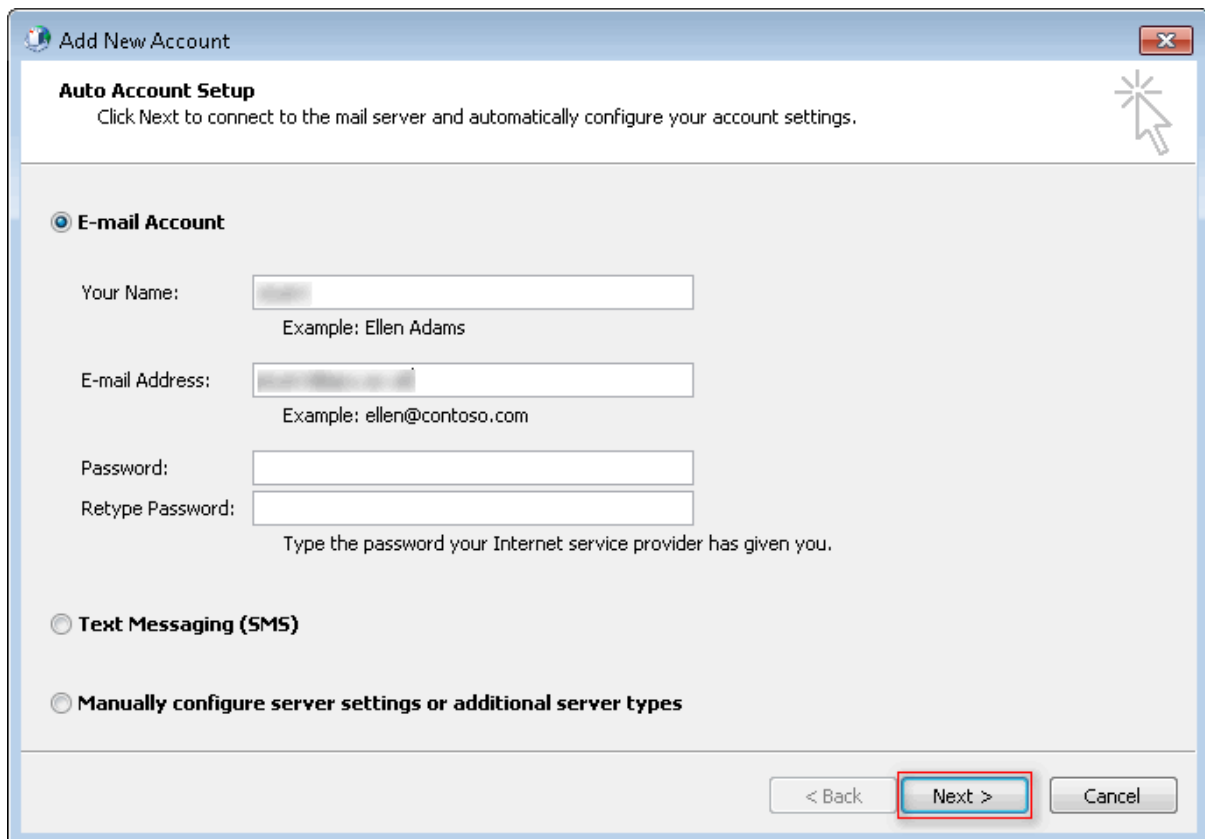 Add New Account
Auto Account Setup
Click Next to connect to the mail server and automatically configure your account settings.
E-mail Account
Your Name:
Example: Ellen Adams
E-mail Address:
Example: ellen@contoso.com
Password:
Retype Password:
Type the password your Internet service provider has given you.
Text Messaging (SMS)
Manually configure server settings or additional server types
< Back Next > Cancel